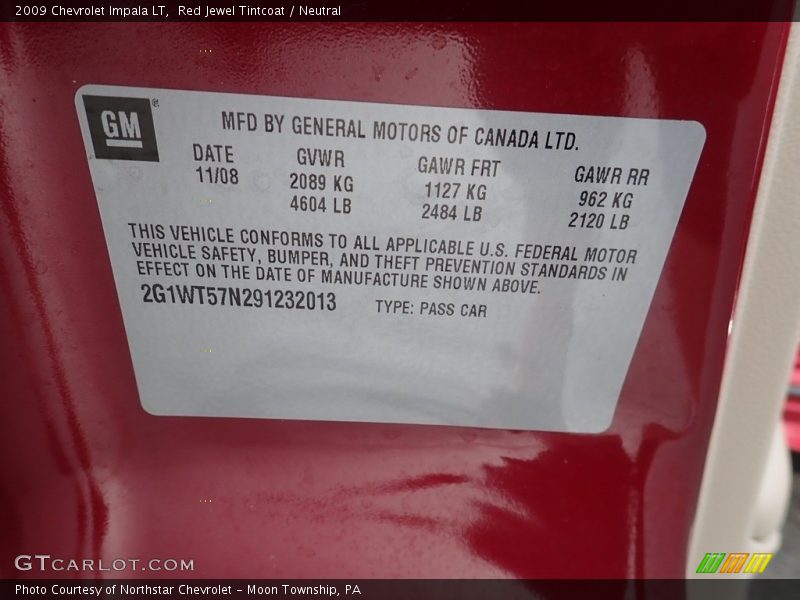 2009 Chevrolet Impala LT,  Red Jewel Tintcoat / Neutral
GM ®
MFD BY GENERAL MOTORS OF CANADA LTD.
DATE GVWR GAWR FRT GAWR RR
11/08 2089 KG 1127 KG 962 KG
4604 LB 2484 LB 2120 LB
THIS VEHICLE CONFORMS TO ALL APPLICABLE U.S. FEDERAL MOTOR
VEHICLE SAFETY, BUMPER, AND THEFT PREVENTION STANDARDS IN
EFFECT ON THE DATE OF MANUFACTURE SHOWN ABOVE.
2G1WT57N291232013 TYPE: PASS CAR
GTCARLOT.COM
Photo Courtesy of Northstar Chevrolet - Moon Township, PA